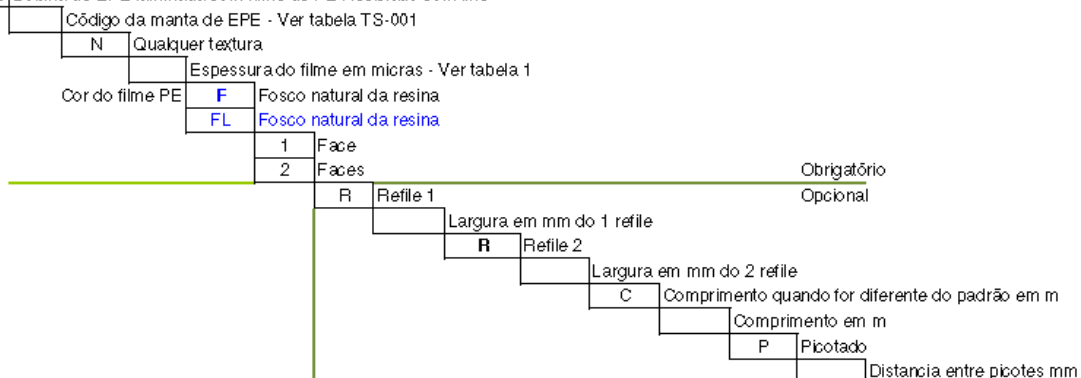 Código da manta de EPE - Ver tabela TS-001
N Qualquer textura
Espessura do filme em micras - Ver tabela 1
Cor do filme PE F Fosco natural da resina
FL Fosco natural da resina
1 Face
2 Faces
Obrigatório
R Refile 1
Opcional
Largura em mm do 1 refile
R Refile 2
Largura em mm do 2 refile
C Comprimento quando for diferente do padrão em m
Comprimento em m
P Picotado
Distancia entre picotes mm